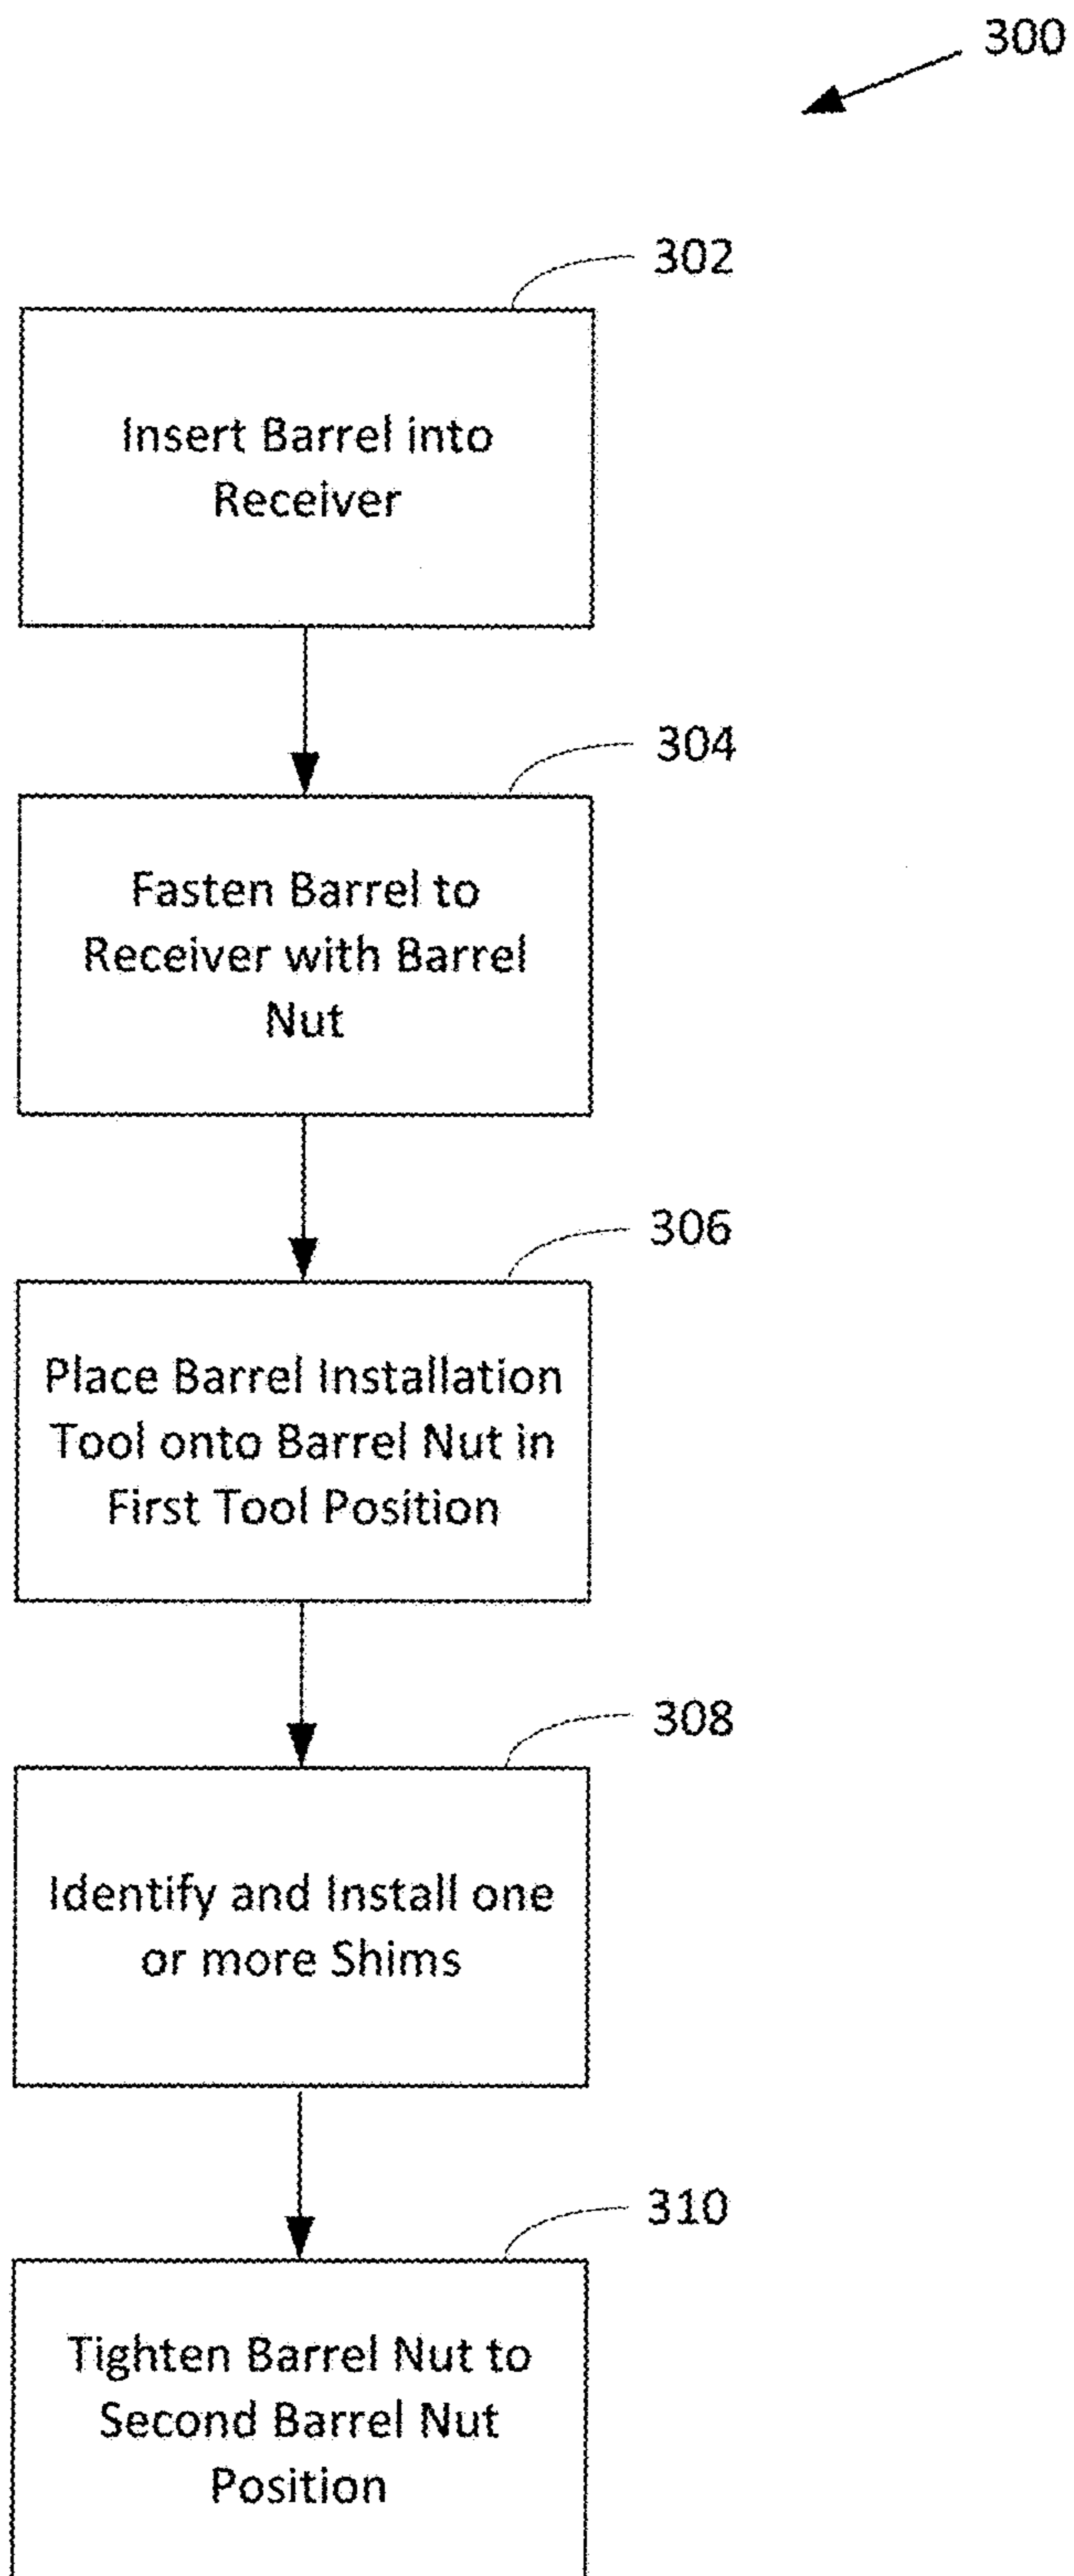 300
302
Insert Barrel into
Receiver
304
Fasten Barrel to
Receiver with Barrel
Nut
306
Place Barrel Installation
Tool onto Barrel Nut in
First Tool Position
308
Identify and Install one
or more Shims
310
Tighten Barrel Nut to
Second Barrel Nut
Position